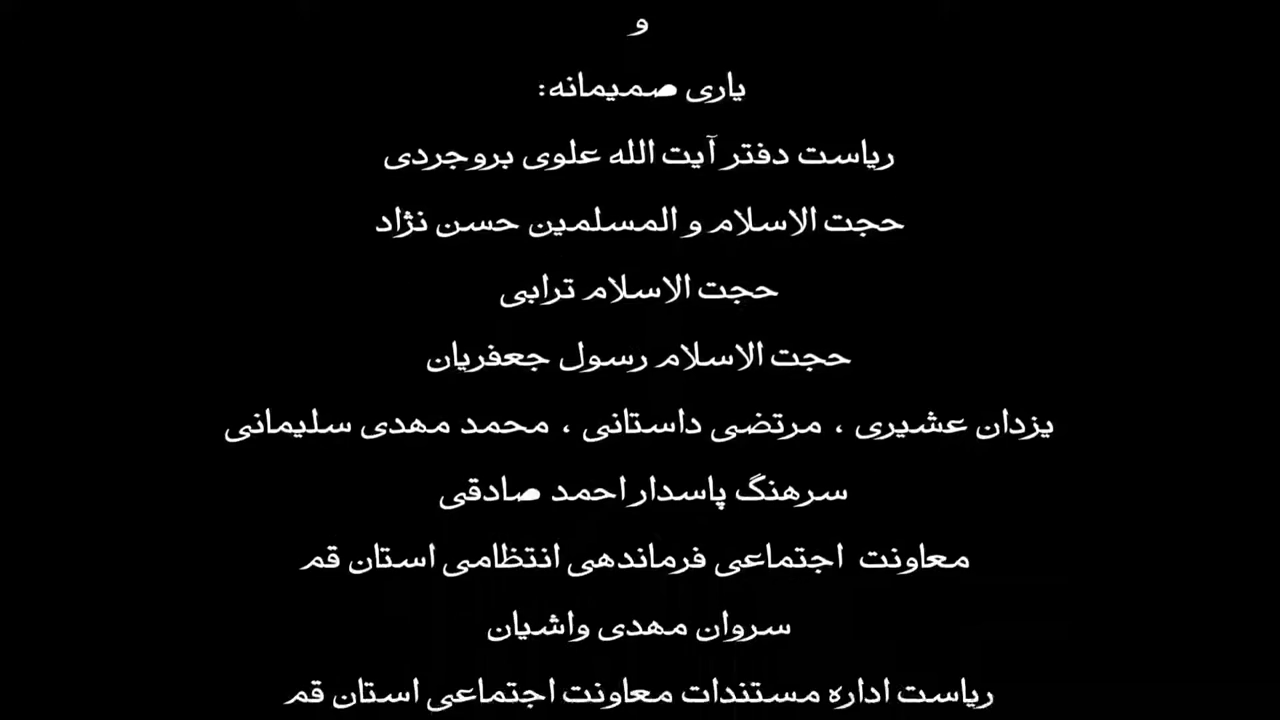 و
یاری صمیمانه:
ریاست دفتر آیت الله علوی بروجردی
حجت الاسلام و المسلمین حسن نژاد
حجت الاسلام ترابی
حجت الاسلام رسول جعفریان
یزدان عشیری ، مرتضی داستانی ، محمد مهدی سلیمانی
سرهنگ پاسدار احمد صادقی
معاونت اجتماعی فرماندهی انتظامی استان قم
سروان مهدی واشیان
ریاست اداره مستندات معاونت اجتماعی استان قم